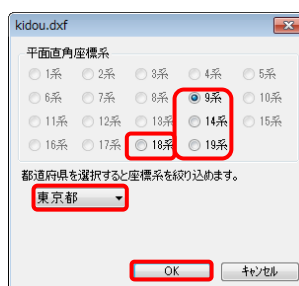 kidou.dxf
平面直角座標系
1系 2系 3系 4系 5系
6系 7系 8系 9系 10系
11系 12系 13系 14系 15系
16系 17系 18系 19系
都道府県を選択すると座標系を絞り込めます。
東京都
OK キャンセル